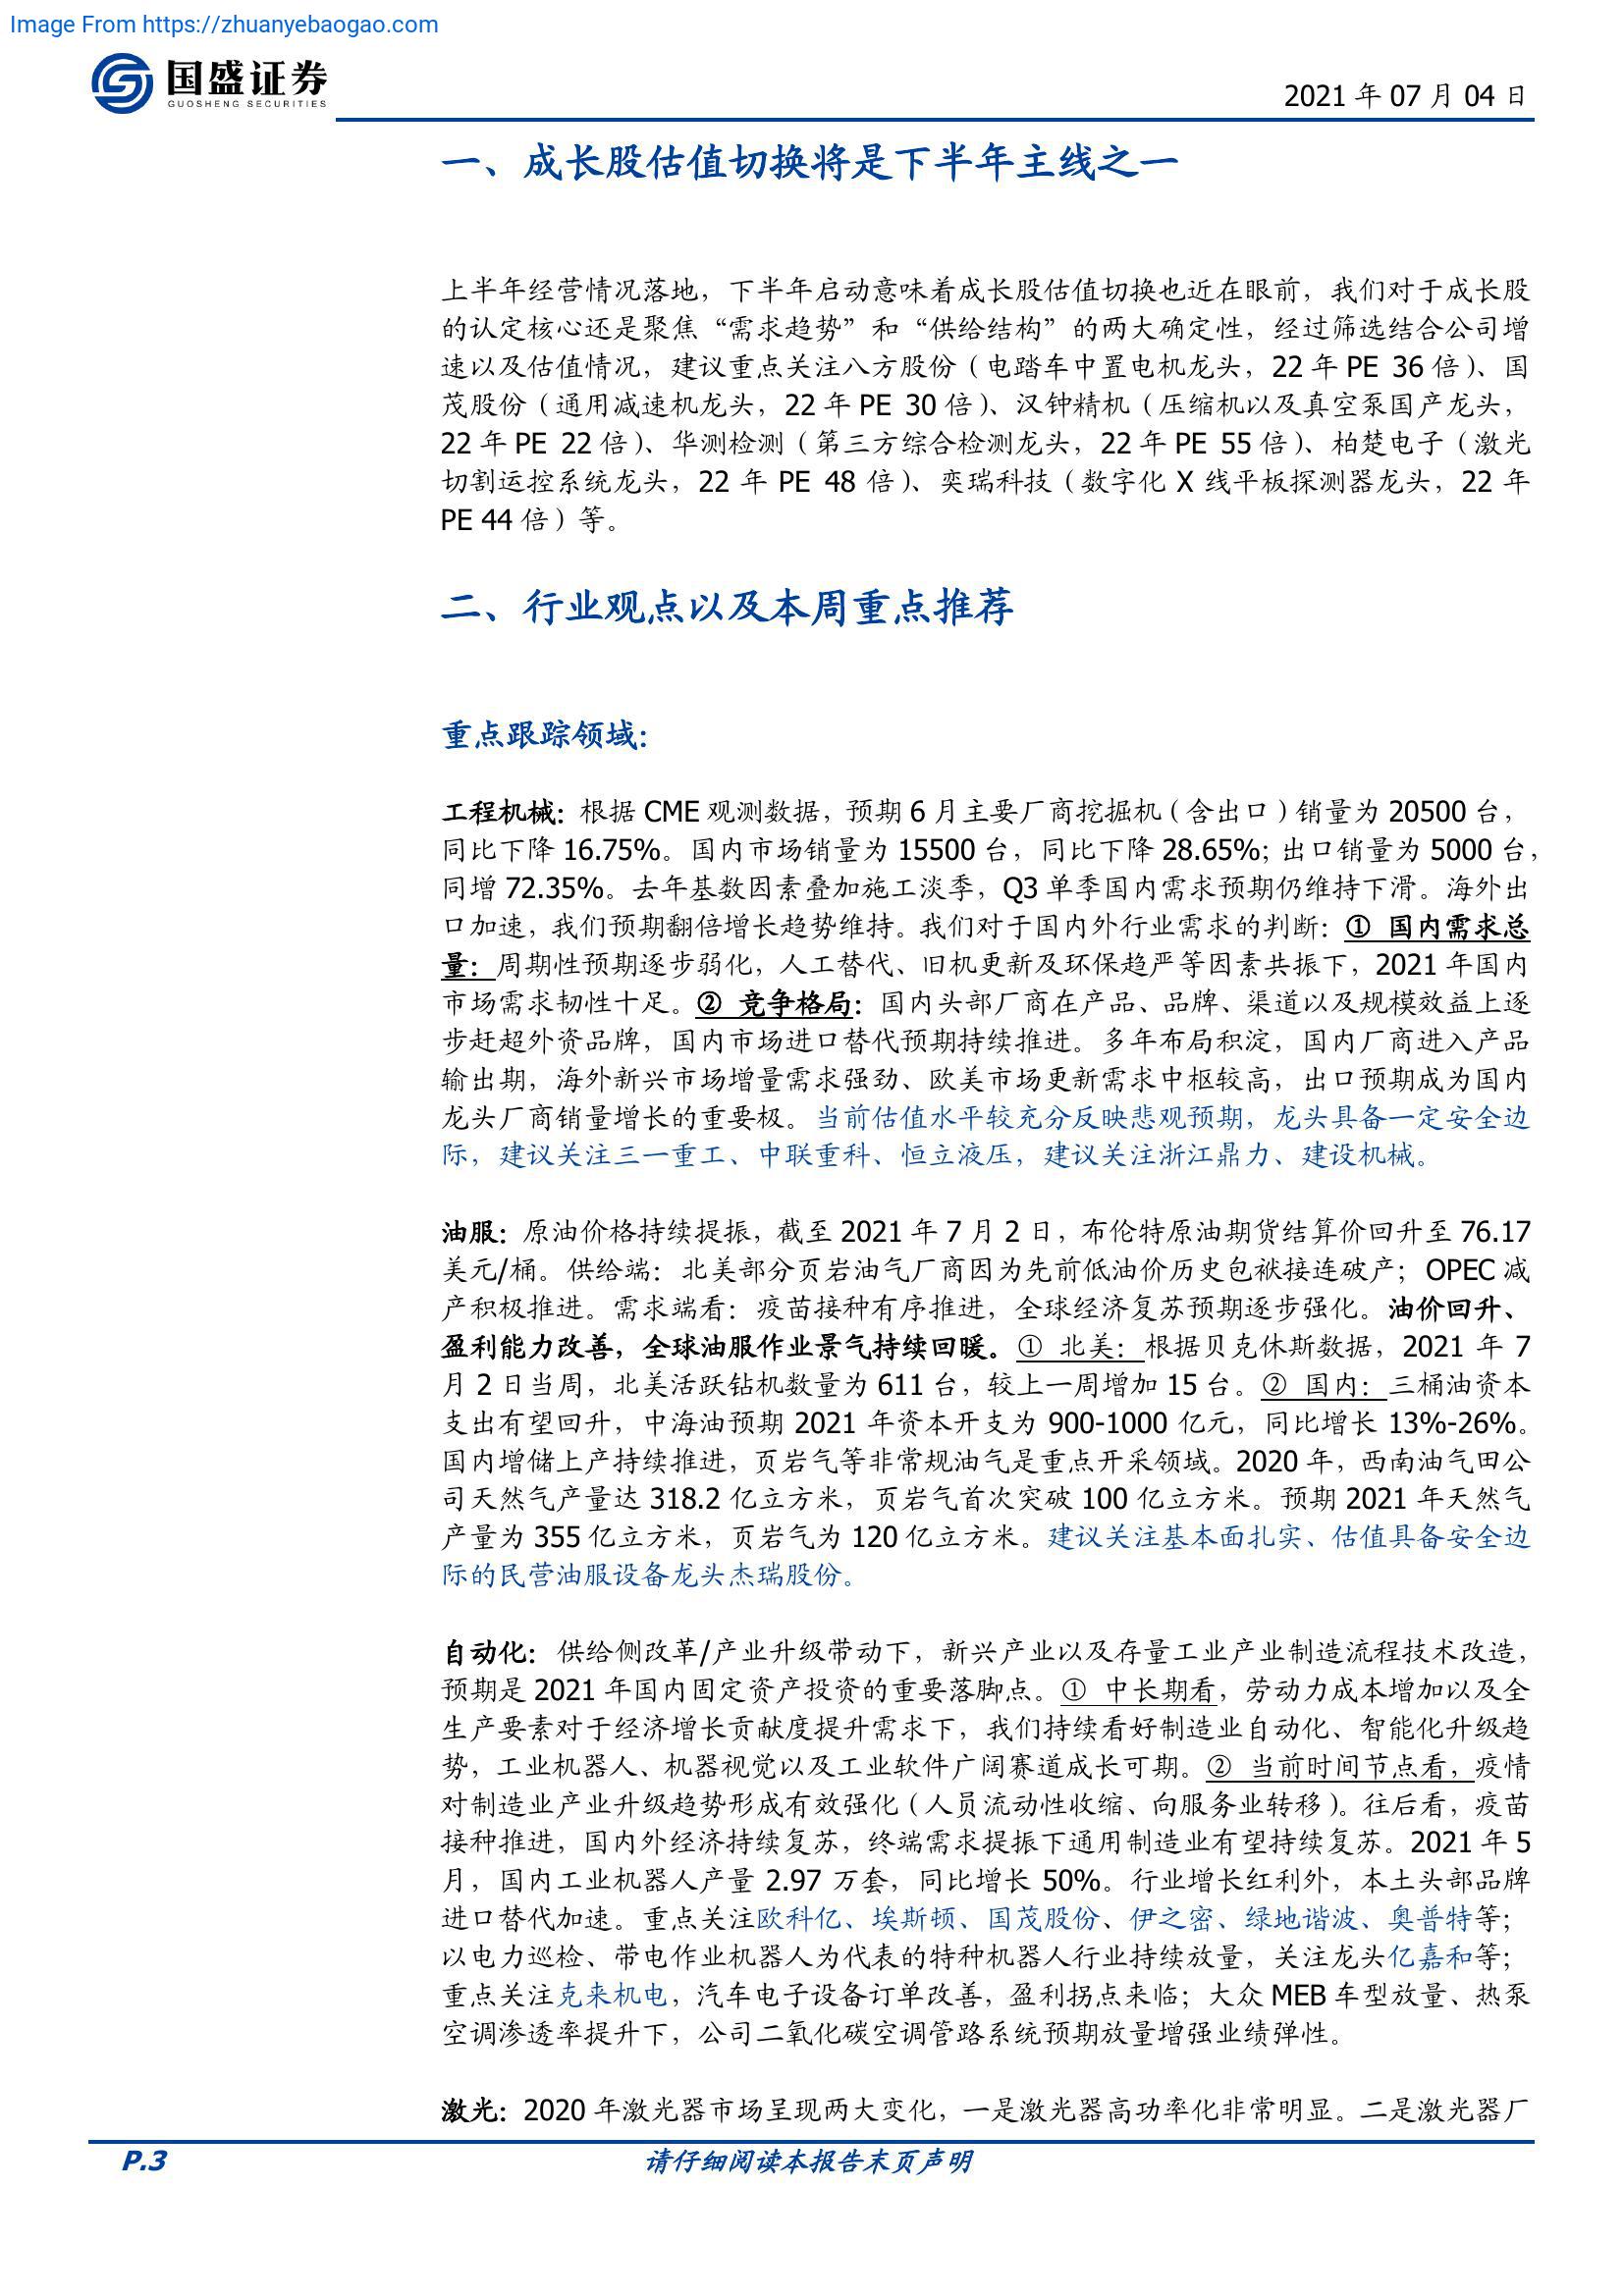 Image From https://zhuanyebaogao.com
国盛证券
GUOSHENG SECURITIES
2021 年 07 月 04 日
一、成长股估值切换将是下半年主线之一
上半年经营情况落地，下半年启动意味着成长股估值切换也近在眼前，我们对于成长股
的认定核心还是聚焦“需求趋势”和“供给结构”的两大确定性，经过筛选结合公司增
速以及估值情况，建议重点关注八方股份（电踏车中置电机龙头，22 年 PE 36 倍）、国
茂股份（通用减速机龙头，22 年 PE 30 倍）、汉钟精机（压缩机以及真空泵国产龙头，
22 年 PE 22 倍）、华测检测（第三方综合检测龙头，22 年 PE 55 倍）、柏楚电子（激光
切割运控系统龙头，22 年 PE 48 倍）、奕瑞科技（数字化 X 线平板探测器龙头，22 年
PE 44 倍）等。
二、行业观点以及本周重点推荐
重点跟踪领域：
工程机械：根据 CME 观测数据，预期 6 月主要厂商挖掘机（含出口）销量为 20500 台，
同比下降 16.75%。国内市场销量为 15500 台，同比下降 28.65%；出口销量为 5000 台，
同增 72.35%。去年基数因素叠加施工淡季，Q3 单季国内需求预期仍维持下滑。海外出
口加速，我们预期翻倍增长趋势维持。我们对于国内外行业需求的判断：① 国内需求总
量：周期性预期逐步弱化，人工替代、旧机更新及环保趋严等因素共振下，2021 年国内
市场需求韧性十足。② 竞争格局：国内头部厂商在产品、品牌、渠道以及规模效益上逐
步赶超外资品牌，国内市场进口替代预期持续推进。多年布局积淀，国内厂商进入产品
输出期，海外新兴市场增量需求强劲、欧美市场更新需求中枢较高，出口预期成为国内
龙头厂商销量增长的重要极。当前估值水平较充分反映悲观预期，龙头具备一定安全边
际，建议关注三一重工、中联重科、恒立液压，建议关注浙江鼎力、建设机械。
油服：原油价格持续提振，截至 2021 年 7 月 2 日，布伦特原油期货结算价回升至 76.17
美元/桶。供给端：北美部分页岩油气厂商因为先前低油价历史包袱接连破产；OPEC 减
产积极推进。需求端看：疫苗接种有序推进，全球经济复苏预期逐步强化。油价回升、
盈利能力改善，全球油服作业景气持续回暖。① 北美：根据贝克休斯数据，2021 年 7
月 2 日当周，北美活跃钻机数量为 611 台，较上一周增加 15 台。② 国内：三桶油资本
支出有望回升，中海油预期 2021 年资本开支为 900-1000 亿元，同比增长 13%-26%。
国内增储上产持续推进，页岩气等非常规油气是重点开采领域。2020 年，西南油气田公
司天然气产量达 318.2 亿立方米，页岩气首次突破 100 亿立方米。预期 2021 年天然气
产量为 355 亿立方米，页岩气为 120 亿立方米。建议关注基本面扎实、估值具备安全边
际的民营油服设备龙头杰瑞股份。
自动化：供给侧改革/产业升级带动下，新兴产业以及存量工业产业制造流程技术改造，
预期是 2021 年国内固定资产投资的重要落脚点。① 中长期看，劳动力成本增加以及全
生产要素对于经济增长贡献度提升需求下，我们持续看好制造业自动化、智能化升级趋
势，工业机器人、机器视觉以及工业软件广阔赛道成长可期。② 当前时间节点看，疫情
对制造业产业升级趋势形成有效强化（人员流动性收缩、向服务业转移）。往后看，疫苗
接种推进，国内外经济持续复苏，终端需求提振下通用制造业有望持续复苏。2021 年 5
月，国内工业机器人产量 2.97 万套，同比增长 50%。行业增长红利外，本土头部品牌
进口替代加速。重点关注欧科亿、埃斯顿、国茂股份、伊之密、绿地谐波、奥普特等；
以电力巡检、带电作业机器人为代表的特种机器人行业持续放量，关注龙头亿嘉和等；
重点关注克来机电，汽车电子设备订单改善，盈利拐点来临；大众 MEB 车型放量、热泵
空调渗透率提升下，公司二氧化碳空调管路系统预期放量增强业绩弹性。
激光：2020 年激光器市场呈现两大变化，一是激光器高功率化非常明显。二是激光器厂
P.3
请仔细阅读本报告末页声明